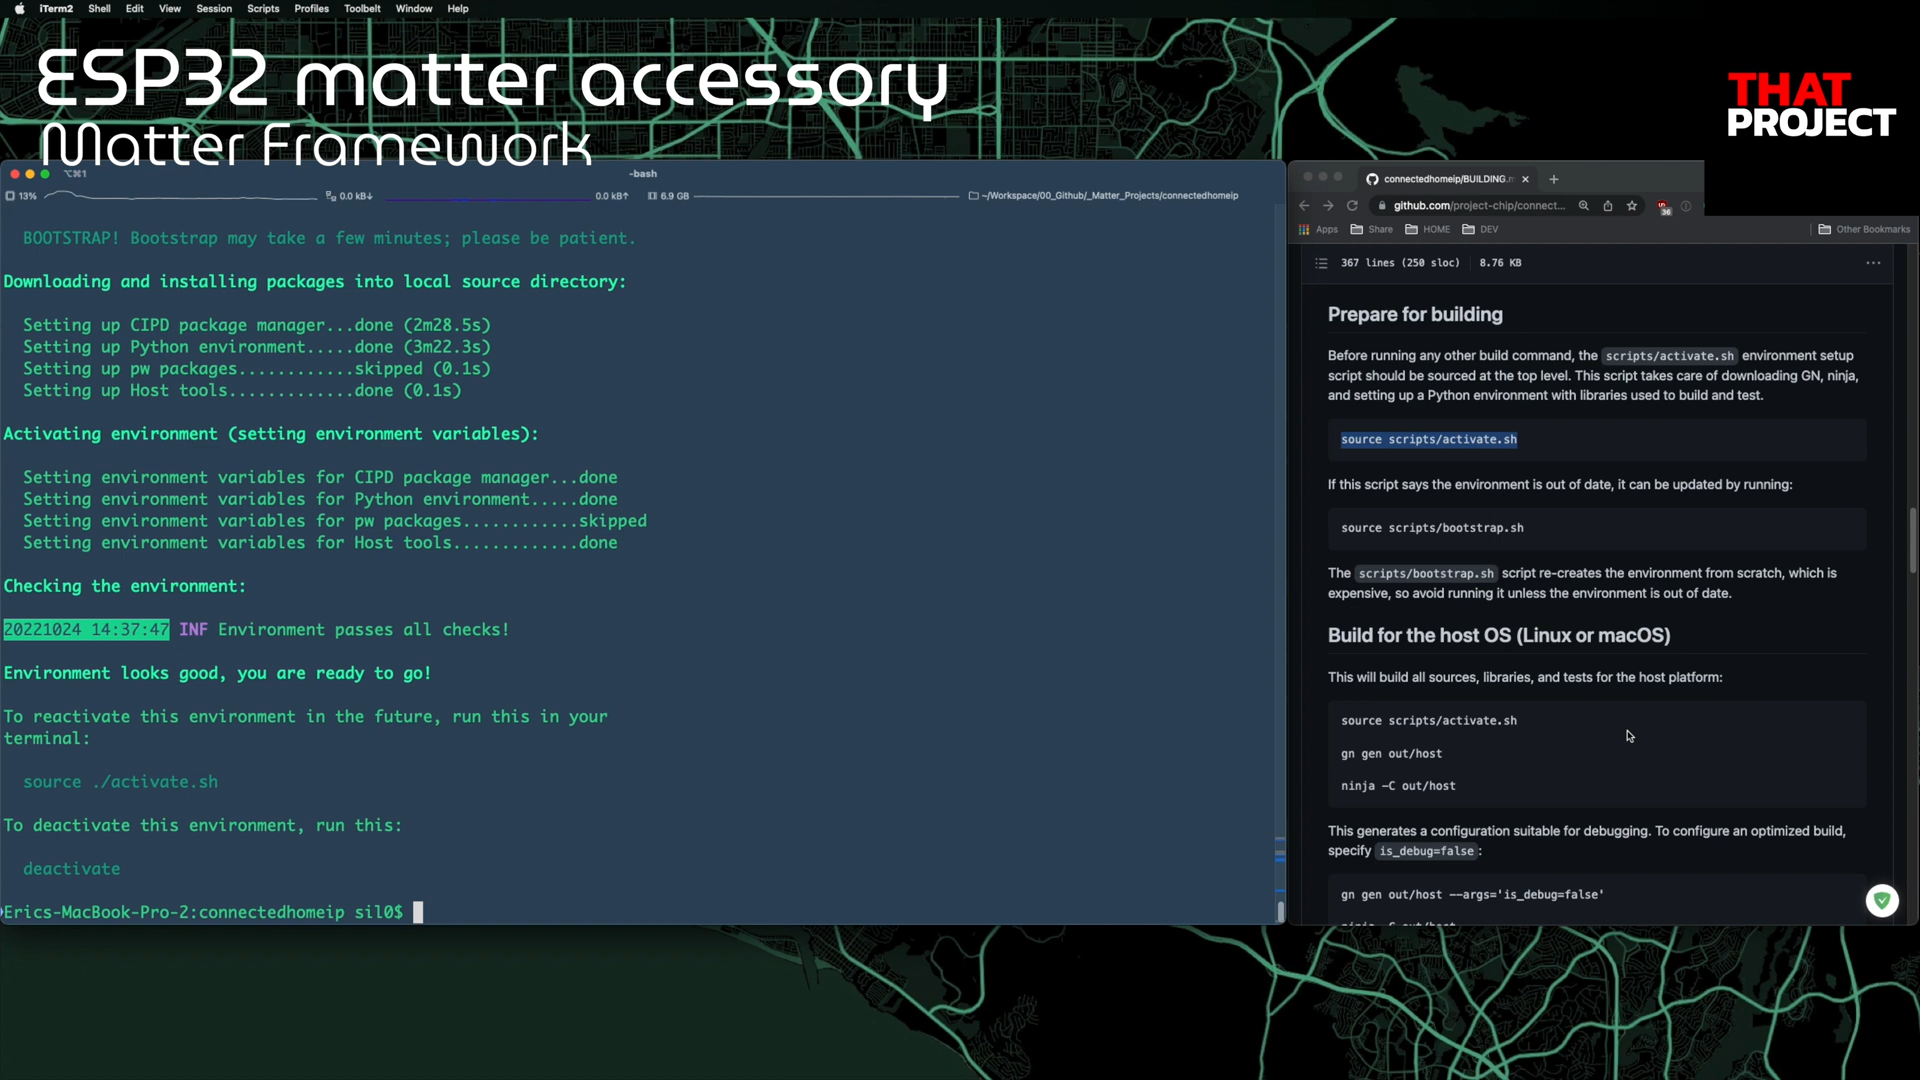 iTerm2 Shell Edit View Session Scripts Profiles Toolbelt Window Help
ESP32 matter accessory
Matter Framework
THAT
PROJECT
⌥⌘1
-bash
13%
0.0 kB↓
0.0 kB↑
6.9 GB
~/Workspace/00_Github/_Matter_Projects/connectedhomeip
BOOTSTRAP! Bootstrap may take a few minutes; please be patient.
Downloading and installing packages into local source directory:
Setting up CIPD package manager...done (2m28.5s)
Setting up Python environment.....done (3m22.3s)
Setting up pw packages............skipped (0.1s)
Setting up Host tools.............done (0.1s)
Activating environment (setting environment variables):
Setting environment variables for CIPD package manager...done
Setting environment variables for Python environment.....done
Setting environment variables for pw packages............skipped
Setting environment variables for Host tools.............done
Checking the environment:
20221024 14:37:47 INF Environment passes all checks!
Environment looks good, you are ready to go!
To reactivate this environment in the future, run this in your
terminal:
source ./activate.sh
To deactivate this environment, run this:
deactivate
Erics-MacBook-Pro-2:connectedhomeip sil0$
connectedhomeip/BUILDING.m
github.com/project-chip/connect...
36
Apps Share HOME DEV Other Bookmarks
367 lines (250 sloc) 8.76 KB
Prepare for building
Before running any other build command, the scripts/activate.sh environment setup
script should be sourced at the top level. This script takes care of downloading GN, ninja,
and setting up a Python environment with libraries used to build and test.
source scripts/activate.sh
If this script says the environment is out of date, it can be updated by running:
source scripts/bootstrap.sh
The scripts/bootstrap.sh script re-creates the environment from scratch, which is
expensive, so avoid running it unless the environment is out of date.
Build for the host OS (Linux or macOS)
This will build all sources, libraries, and tests for the host platform:
source scripts/activate.sh
gn gen out/host
ninja -C out/host
This generates a configuration suitable for debugging. To configure an optimized build,
specify is_debug=false:
gn gen out/host --args='is_debug=false'